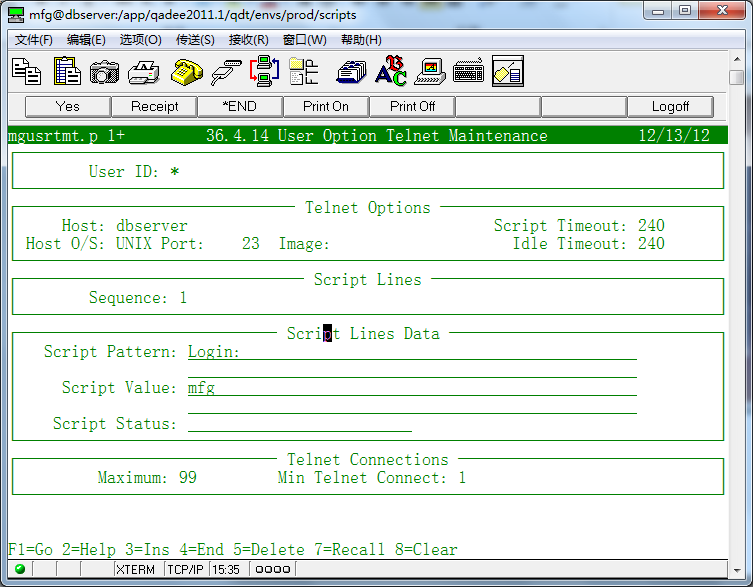 mfg@dbserver:/app/qadee2011.1/qdt/envs/prod/scripts
文件(F) 编辑(E) 选项(O) 传送(S) 接收(R) 窗口(W) 帮助(H)
Yes Receipt *END Print On Print Off Logoff
mgusrtmt.p 1+ 36.4.14 User Option Telnet Maintenance 12/13/12
User ID: *
Telnet Options
Host: dbserver Script Timeout: 240
Host O/S: UNIX Port: 23 Image: Idle Timeout: 240
Script Lines
Sequence: 1
Script Lines Data
Script Pattern: Login:
Script Value: mfg
Script Status:
Telnet Connections
Maximum: 99 Min Telnet Connect: 1
F1=Go 2=Help 3=Ins 4=End 5=Delete 7=Recall 8=Clear
XTERM TCP/IP 15:35